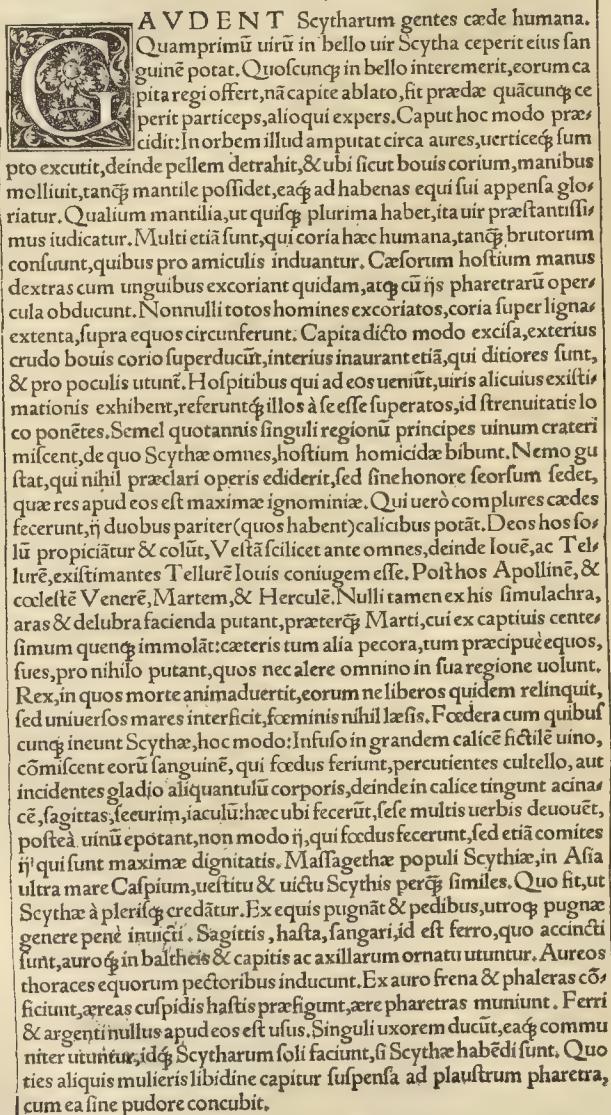 GAVDENT Scytharum gentes cæde humana.
Quamprimũ uirũ in bello uir Scytha ceperit eius ſan
guinẽ potat. Quoſcunqꝫ in bello interemerit, eorum ca
pita regi offert, nã capite ablato, fit prædæ quãcunqꝫ ce
perit particeps, alioqui expers. Caput hoc modo præ⸗
cidit: In orbem illud amputat circa aures, uerticeqꝫ ſum
pto excutit, deinde pellem detrahit, & ubi ſicut bouis corium, manibus
molliuit, tanqꝫ mantile poſſidet, eaqꝫ ad habenas equi ſui appenſa glo⸗
riatur. Qualium mantilia, ut quiſqꝫ plurima habet, ita uir præſtantiſſi⸗
mus iudicatur. Multi etiã ſunt, qui coria hæc humana, tanqꝫ brutorum
conſuunt, quibus pro amiculis induantur. Cæſorum hoſtium manus
dextras cum unguibus excoriant quidam, atqꝫ cũ ijs pharetrarũ oper⸗
cula obducunt. Nonnulli totos homines excoriatos, coria ſuper ligna⸗
extenta, ſupra equos circunferunt. Capita dicto modo exciſa, exterius
crudo bouis corio ſuperducũt, interius inaurant etiã, qui ditiores ſunt,
& pro poculis utunt᷑. Hoſpitibus qui ad eos ueniũt, uiris alicuius exiſti⸗
mationis exhibent, referuntqꝫ illos à ſe eſſe ſuperatos, id ſtrenuitatis lo
co ponẽtes. Semel quotannis ſinguli regionũ principes uinum crateri
miſcent, de quo Scythæ omnes, hoſtium homicidæ bibunt. Nemo gu
ſtat, qui nihil præclari operis ediderit, ſed ſine honore ſeorſum ſedet,
quæ res apud eos eſt maximæ ignominiæ. Qui uerò complures cædes
fecerunt, ij duobus pariter (quos habent) calicibus potãt. Deos hos ſo⸗
lũ propiciãtur & colũt, Veſtã ſcilicet ante omnes, deinde Iouẽ, ac Tel⸗
lurẽ, exiſtimantes Tellurẽ Iouis coniugem eſſe. Poſt hos Apollinẽ, &
cœleſtẽ Venerẽ, Martem, & Herculẽ. Nulli tamen ex his ſimulachra,
aras & delubra facienda putant, præterqꝫ Marti, cui ex captiuis cente⸗
ſimum quenqꝫ immolãt: cæteris tum alia pecora, tum præcipuè equos,
ſues, pro nihilo putant, quos nec alere omnino in ſua regione uolunt.
Rex, in quos morte animaduertit, eorum ne liberos quidem relinquit,
ſed uniuerſos mares interficit, fœminis nihil læſis. Fœdera cum quibuſ
cunqꝫ ineunt Scythæ, hoc modo: Infuſo in grandem calicẽ fictilẽ uino,
cõmiſcent eorũ ſanguinẽ, qui fœdus feriunt, percutientes cultello, aut
incidentes gladio aliquantulũ corporis, deinde in calice tingunt acina⸗
cẽ, ſagittas, ſecurim, iaculũ: hæc ubi fecerũt, ſeſe multis uerbis deuouẽt,
poſteà uinũ epotant, non modo ij, qui fœdus fecerunt, ſed etiã comites
ij qui ſunt maximæ dignitatis. Maſſagethæ populi Scythiæ, in Aſia
ultra mare Caſpium, ueſtitu & uictu Scythis perqꝫ ſimiles. Quo fit, ut
Scythæ à pleriſqꝫ credãtur. Ex equis pugnãt & pedibus, utroqꝫ pugnæ
genere penè inuicti. Sagittis, haſta, ſangari, id eſt ferro, quo accincti
ſunt, auroqꝫ in baltheis & capitis ac axillarum ornatu utuntur. Aureos
thoraces equorum pectoribus inducunt. Ex auro frena & phaleras cõ⸗
ficiunt, æreas cuſpidis haſtis præfigunt, ære pharetras muniunt. Ferri
& argenti nullus apud eos eſt uſus. Singuli uxorem ducũt, eaqꝫ commu
niter utuntur, idqꝫ Scytharum ſoli faciunt, ſi Scythæ habẽdi ſunt. Quo
ties aliquis mulieris libidine capitur ſuſpenſa ad plauſtrum pharetra,
cum ea ſine pudore concubit.